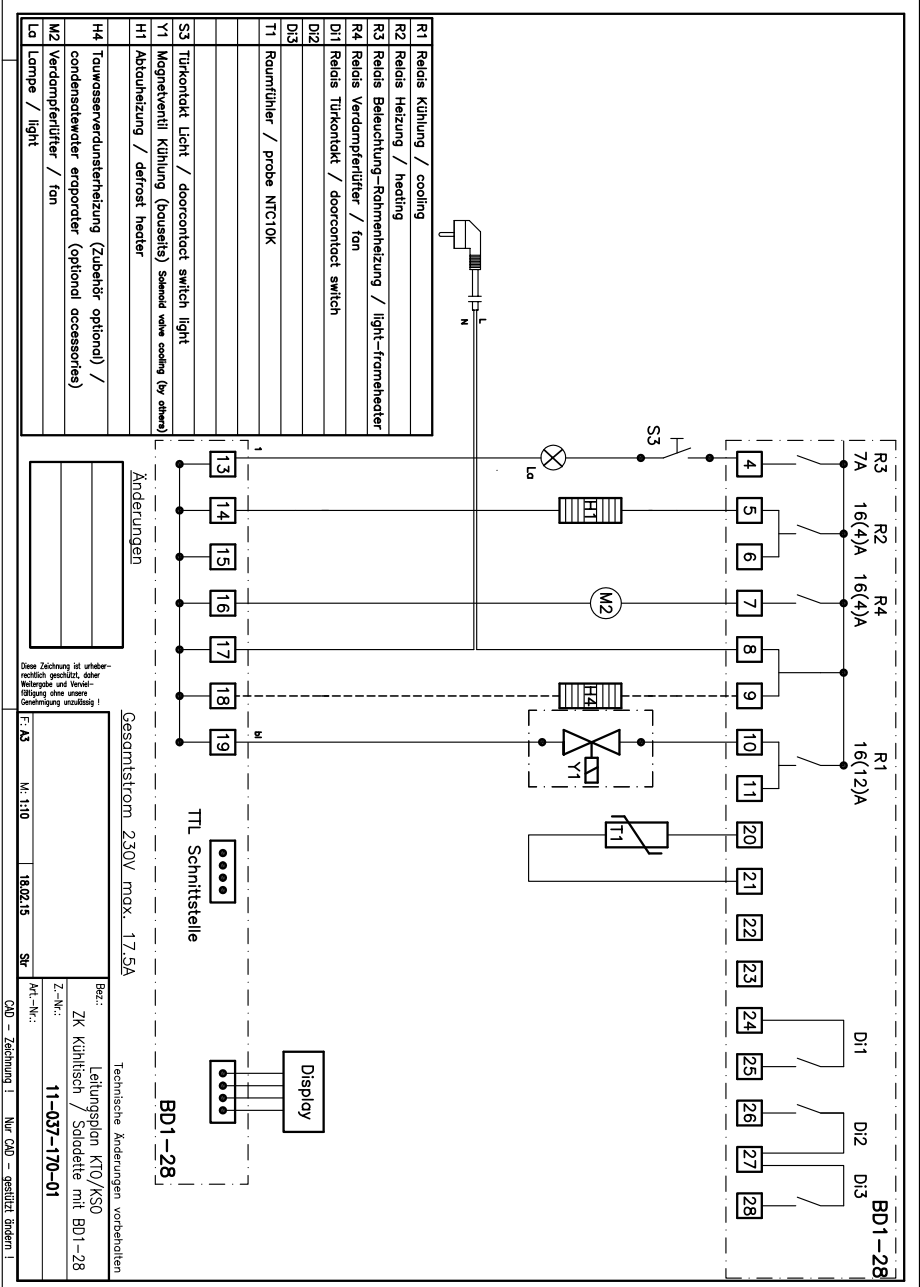 R1 Relais Kühlung / cooling
R2 Relais Heizung / heating
R3 Relais Beleuchtung-Rahmenheizung / light-frameheater
R4 Relais Verdampferlüfter / fan
Di1 Relais Türkontakt / doorcontact switch
Di2
Di3
T1 Raumfühler / probe NTC10K
S3 Türkontakt Licht / doorcontact switch light
Y1 Magnetventil Kühlung (bauseits) Solenoid valve cooling (by others)
H1 Abtauheizung / defrost heater
H4 Tauwasserverdunsterheizung (Zubehör optional) /
condensatewater eraporater (optional accessories)
M2 Verdampferlüfter / fan
La Lampe / light
L
N
BD1-28
R3
7A
R2
16(4)A
R4
16(4)A
R1
16(12)A
Di1
Di2
Di3
4
5
6
7
8
9
10
11
20
21
22
23
24
25
26
27
28
S3
La
H1
M2
H4
Y1
T1
Display
1
bl
13
14
15
16
17
18
19
TTL Schnittstelle
BD1-28
Änderungen
Gesamtstrom 230V max. 17.5A
Technische Änderungen vorbehalten
Diese Zeichnung ist urheber-
rechtlich geschützt, daher
Weitergabe und Verviel-
fältigung ohne unsere
Genehmigung unzulässig !
F: A3
M: 1:10
18.02.15
Str
Bez.:
Leitungsplan KTO/KSO
ZK Kühltisch / Saladette mit BD1-28
Z.-Nr.:
11-037-170-01
Art.-Nr.:
CAD - Zeichnung ! Nur CAD - gestützt ändern !